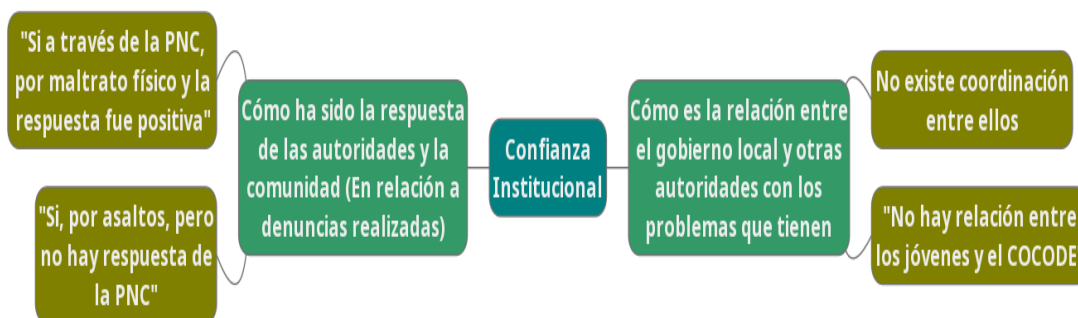 "Si a través de la PNC,
por maltrato físico y la
respuesta fue positiva"
"Si, por asaltos, pero
no hay respuesta de
la PNC"
Cómo ha sido la respuesta
de las autoridades y la
comunidad (En relación a
denuncias realizadas)
Confianza
Institucional
Cómo es la relación entre
el gobierno local y otras
autoridades con los
problemas que tienen
No existe coordinación
entre ellos
"No hay relación entre
los jóvenes y el COCODE